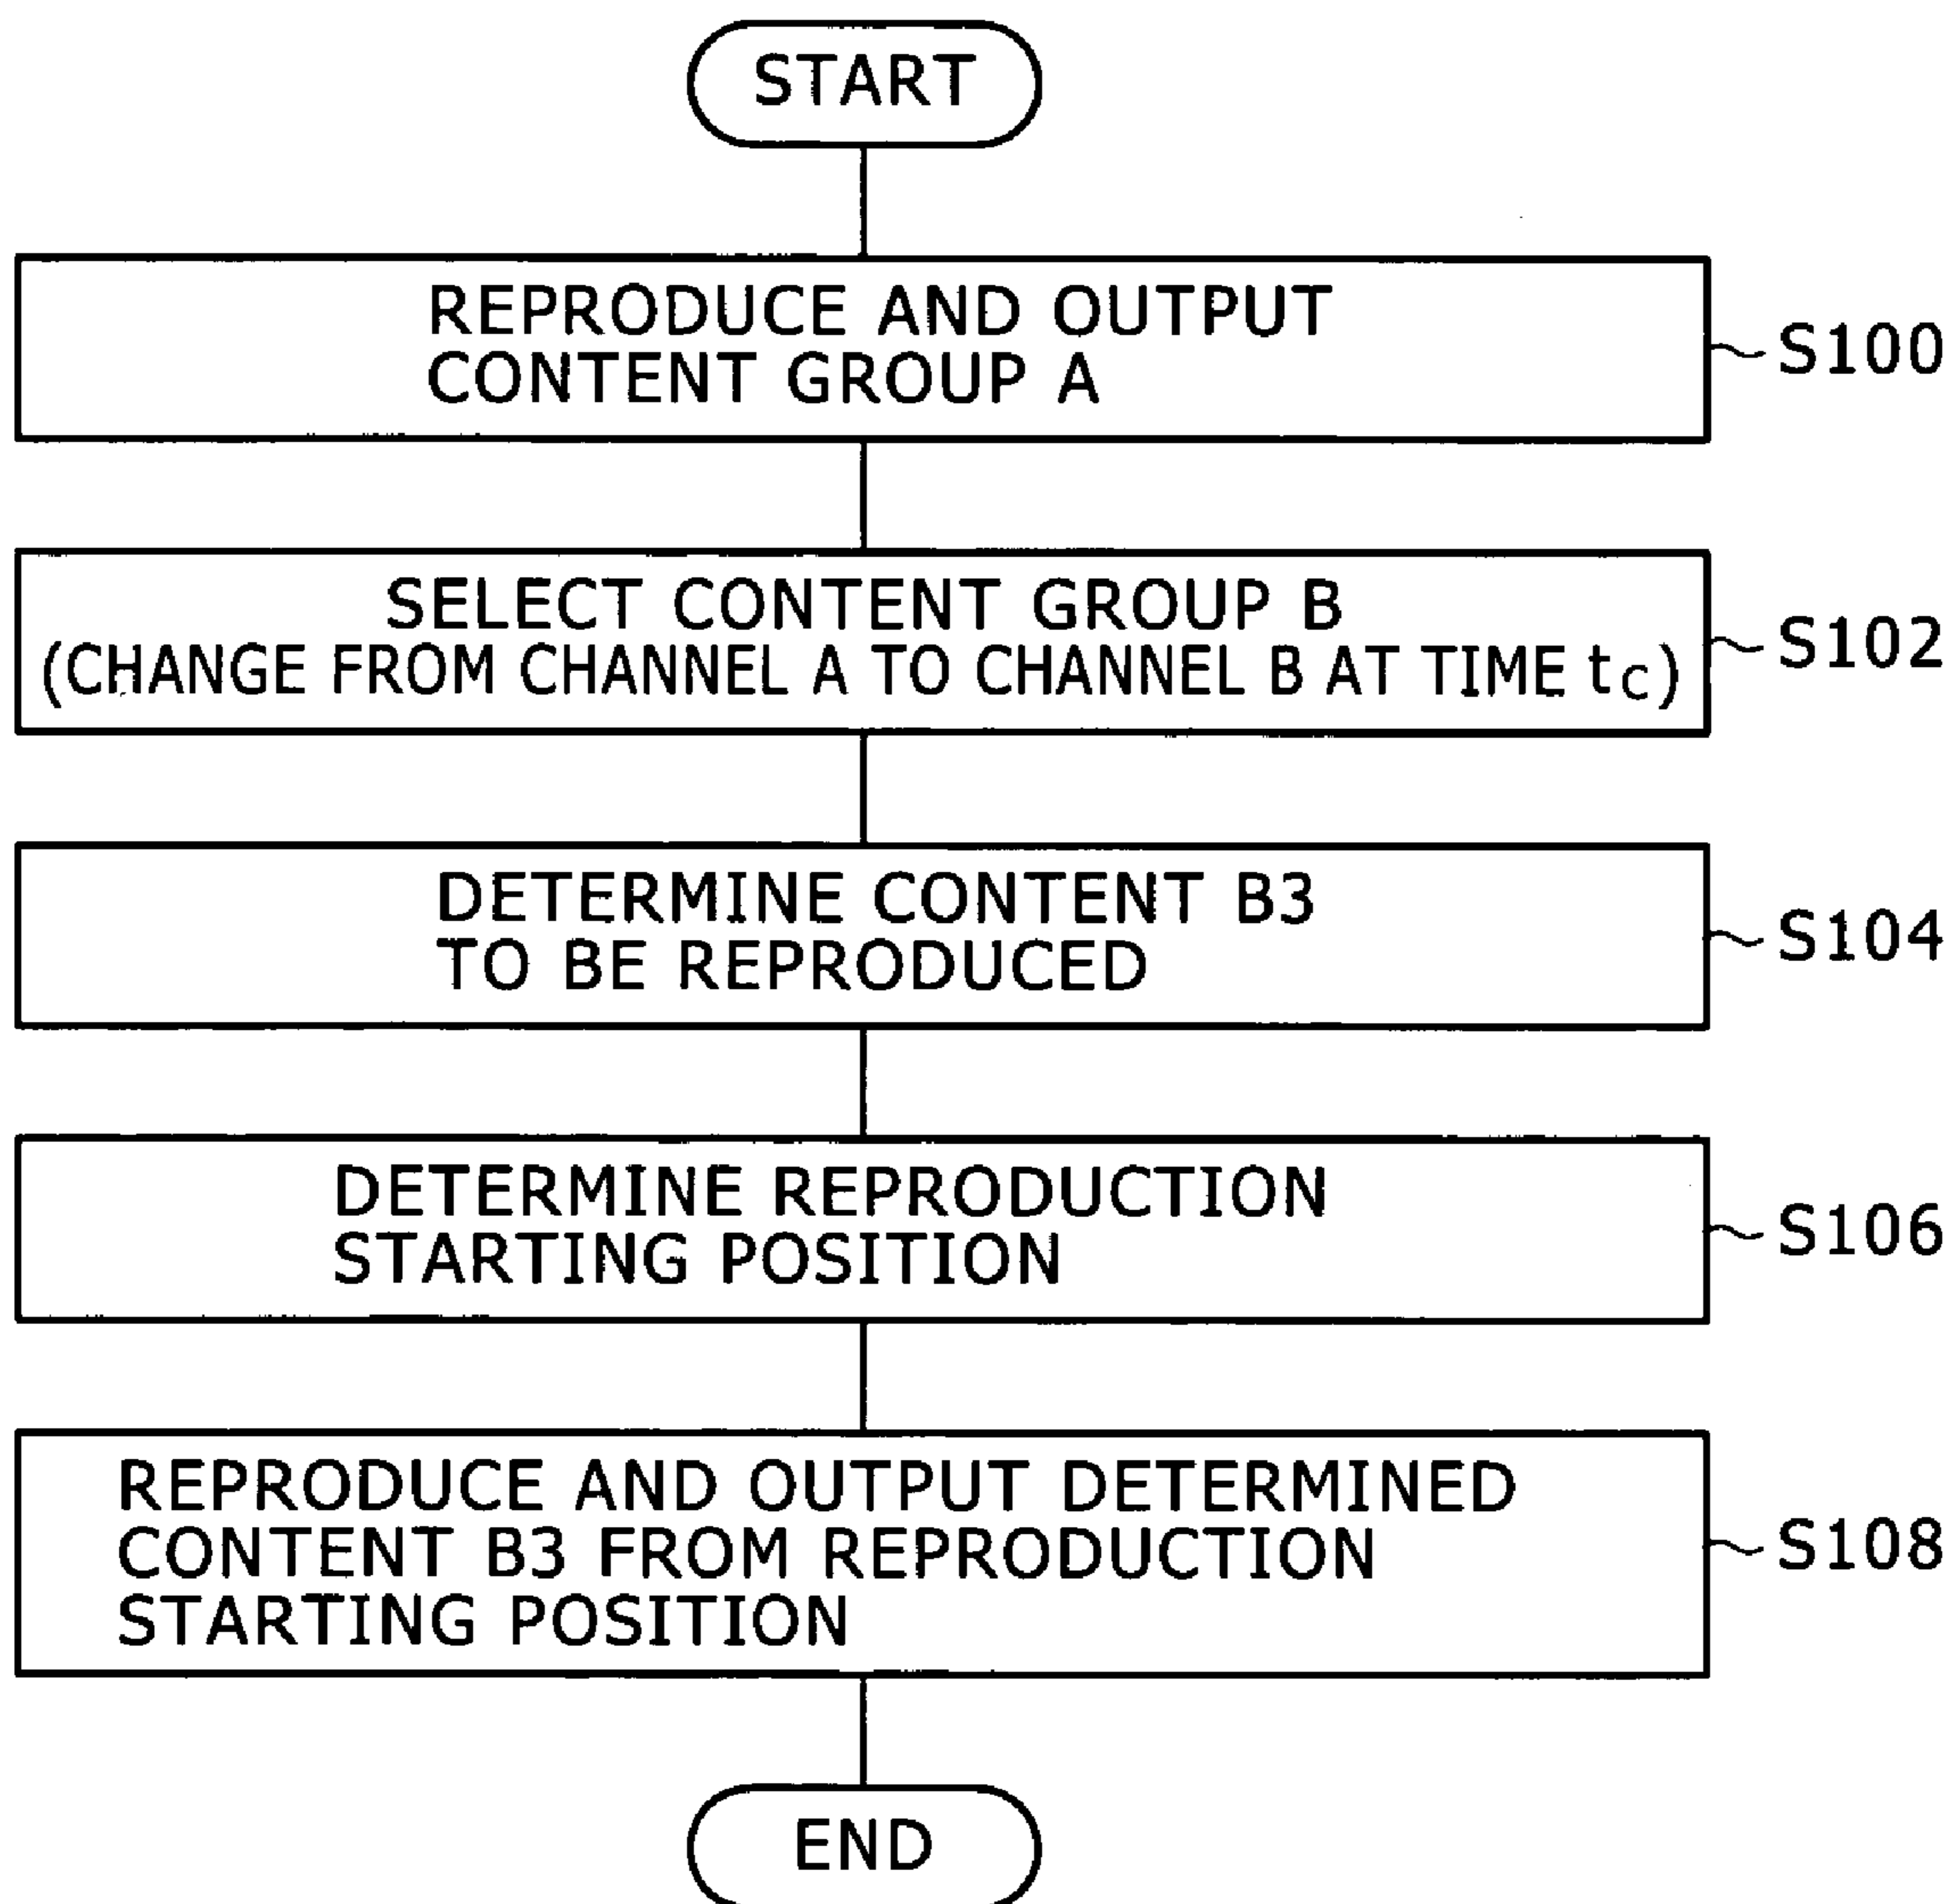 START
REPRODUCE AND OUTPUT
CONTENT GROUP A
S100
SELECT CONTENT GROUP B
(CHANGE FROM CHANNEL A TO CHANNEL B AT TIME tC)
S102
DETERMINE CONTENT B3
TO BE REPRODUCED
S104
DETERMINE REPRODUCTION
STARTING POSITION
S106
REPRODUCE AND OUTPUT DETERMINED
CONTENT B3 FROM REPRODUCTION
STARTING POSITION
S108
END